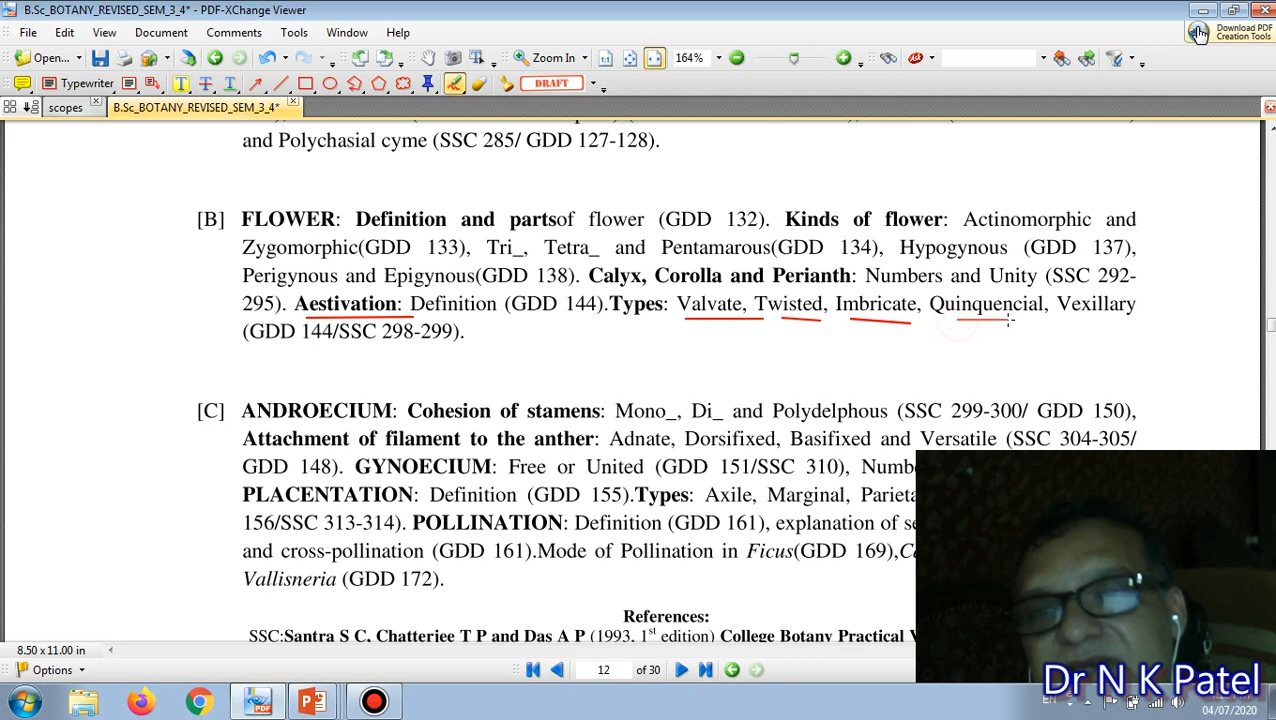 B.Sc_BOTANY_REVISED_SEM_3_4* - PDF-XChange Viewer
File Edit View Document Comments Tools Window Help
Download PDF
Creation Tools
Open... Zoom In 164%
Typewriter DRAFT
scopes B.Sc_BOTANY_REVISED_SEM_3_4*
and Polychasial cyme (SSC 285/ GDD 127-128).
[B] FLOWER: Definition and partsof flower (GDD 132). Kinds of flower: Actinomorphic and
Zygomorphic(GDD 133), Tri_, Tetra_ and Pentamarous(GDD 134), Hypogynous (GDD 137),
Perigynous and Epigynous(GDD 138). Calyx, Corolla and Perianth: Numbers and Unity (SSC 292-
295). Aestivation: Definition (GDD 144).Types: Valvate, Twisted, Imbricate, Quinquencial, Vexillary
(GDD 144/SSC 298-299).
[C] ANDROECIUM: Cohesion of stamens: Mono_, Di_ and Polydelphous (SSC 299-300/ GDD 150),
Attachment of filament to the anther: Adnate, Dorsifixed, Basifixed and Versatile (SSC 304-305/
GDD 148). GYNOECIUM: Free or United (GDD 151/SSC 310),
PLACENTATION: Definition (GDD 155).Types: Axile, Marginal,
156/SSC 313-314). POLLINATION: Definition (GDD 161), explanation of
and cross-pollination (GDD 161).Mode of Pollination in Ficus(GDD 169),
Vallisneria (GDD 172).
References:
SSC:Santra S C, Chatterjee T P and Das A P (1993, 1st edition) College Botany Practical
8.50 x 11.00 in
Options 12 of 30
Dr N K Patel
04/07/2020